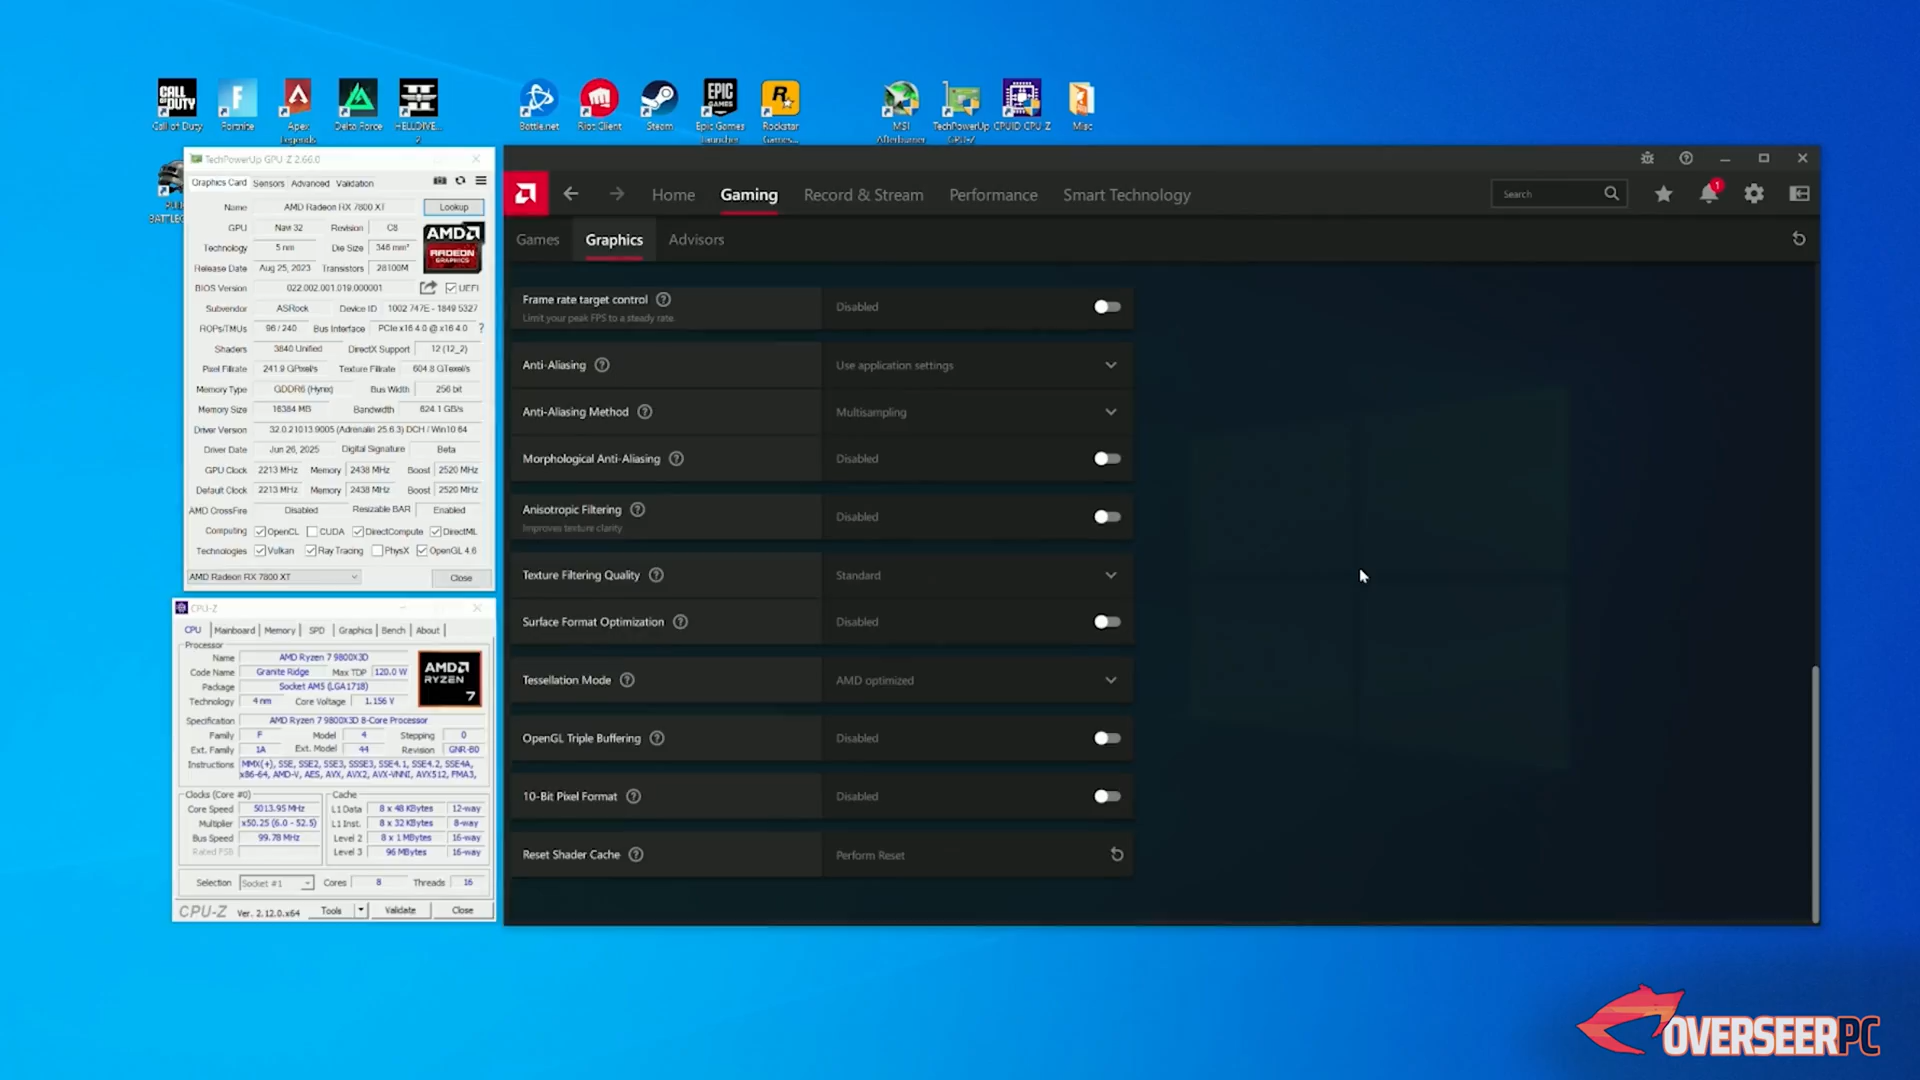 CALL OF DUTY
Call of Duty
Fortnite
Apex Legends
Delta Force
HELLDIVE... 2
Battle.net
Riot Client
Steam
EPIC GAMES
Epic Games Launcher
Rockstar Games...
MSI Afterburner
TechPowerUp GPU-Z
CPUID CPU-Z
Misc
TechPowerUp GPU-Z 2.66.0
Graphics Card Sensors Advanced Validation
Name AMD Radeon RX 7800 XT Lookup
GPU Navi 32 Revision C8
AMD RADEON GRAPHICS
Technology 5 nm Die Size 346 mm²
Release Date Aug 25, 2023 Transistors 28100M
BIOS Version 022.002.001.019.000001 UEFI
Subvendor ASRock Device ID 1002 747E - 1849 5327
ROPs/TMUs 96 / 240 Bus Interface PCIe x16 4.0 @ x16 4.0 ?
Shaders 3840 Unified DirectX Support 12 (12_2)
Pixel Fillrate 241.9 GPixel/s Texture Fillrate 604.8 GTexel/s
Memory Type GDDR6 (Hynix) Bus Width 256 bit
Memory Size 16384 MB Bandwidth 624.1 GB/s
Driver Version 32.0.21013.9005 (Adrenalin 25.6.3) DCH / Win10 64
Driver Date Jun 26, 2025 Digital Signature Beta
GPU Clock 2213 MHz Memory 2438 MHz Boost 2520 MHz
Default Clock 2213 MHz Memory 2438 MHz Boost 2520 MHz
AMD CrossFire Disabled Resizable BAR Enabled
Computing OpenCL CUDA DirectCompute DirectML
Technologies Vulkan Ray Tracing PhysX OpenGL 4.6
AMD Radeon RX 7800 XT Close
CPU-Z
CPU Mainboard Memory SPD Graphics Bench About
Processor
Name AMD Ryzen 7 9800X3D
Code Name Granite Ridge Max TDP 120.0 W
Package Socket AM5 (LGA1718)
Technology 4 nm Core Voltage 1.156 V
AMD RYZEN 7
Specification AMD Ryzen 7 9800X3D 8-Core Processor
Family F Model 4 Stepping 0
Ext. Family 1A Ext. Model 44 Revision GNR-B0
Instructions MMX(+), SSE, SSE2, SSE3, SSSE3, SSE4.1, SSE4.2, SSE4A,
x86-64, AMD-V, AES, AVX, AVX2, AVX-VNNI, AVX512, FMA3,
Clocks (Core #0) Cache
Core Speed 5013.95 MHz L1 Data 8 x 48 KBytes 12-way
Multiplier x50.25 (6.0 - 52.5) L1 Inst. 8 x 32 KBytes 8-way
Bus Speed 99.78 MHz Level 2 8 x 1 MBytes 16-way
Rated FSB Level 3 96 MBytes 16-way
Selection Socket #1 Cores 8 Threads 16
CPU-Z Ver. 2.12.0.x64 Tools Validate Close
Home Gaming Record & Stream Performance Smart Technology Search 1
Games Graphics Advisors
Frame rate target control Disabled
Limit your peak FPS to a steady rate.
Anti-Aliasing Use application settings
Anti-Aliasing Method Multisampling
Morphological Anti-Aliasing Disabled
Anisotropic Filtering Disabled
Improves texture clarity
Texture Filtering Quality Standard
Surface Format Optimization Disabled
Tessellation Mode AMD optimized
OpenGL Triple Buffering Disabled
10-Bit Pixel Format Disabled
Reset Shader Cache Perform Reset
OVERSEERPC